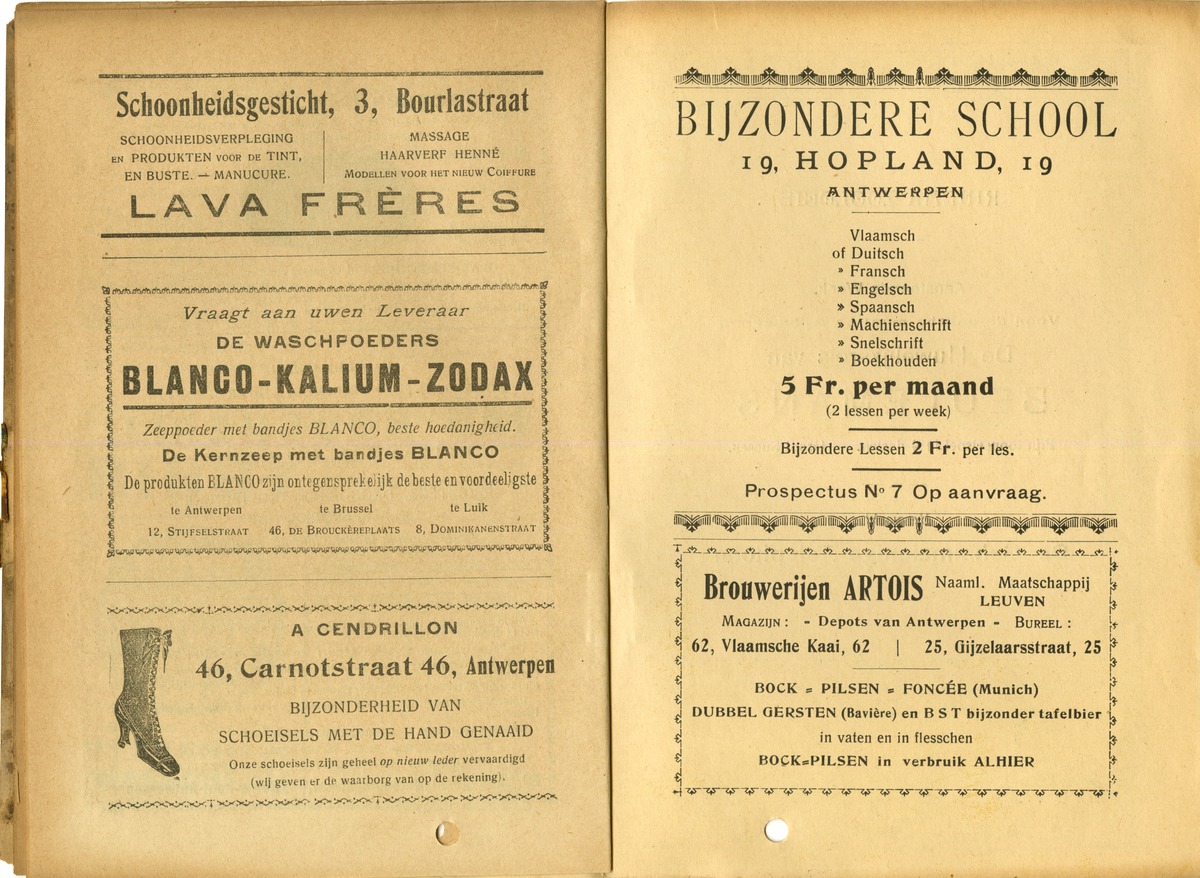 Schoonheidsgesticht, 3, Bourlastraat
SCHOONHEIDSVERPLEGING
EN PRODUKTEN VOOR DE TINT,
EN BUSTE. — MANUCURE.
MASSAGE
HAARVERF HENNÉ
MODELLEN VOOR HET NIEUW COIFFURE
LAVA FRÈRES
Vraagt aan uwen Leveraar
DE WASCHPOEDERS
BLANCO-KALIUM-ZODAX
Zeeppoeder met bandjes BLANCO, beste hoedanigheid.
De Kernzeep met bandjes BLANCO
De produkten BLANCO zijn ontegensprekelijk de beste en voordeeligste
te Antwerpen te Brussel te Luik
12, STIJFSELSTRAAT 46, DE BROUCKÈREPLAATS 8, DOMINIKANENSTRAAT
A CENDRILLON
46, Carnotstraat 46, Antwerpen
BIJZONDERHEID VAN
SCHOEISELS MET DE HAND GENAAID
Onze schoeisels zijn geheel op nieuw leder vervaardigd
(wij geven er de waarborg van op de rekening).
BIJZONDERE SCHOOL
19, HOPLAND, 19
ANTWERPEN
Vlaamsch
of Duitsch
» Fransch
» Engelsch
» Spaansch
» Machienschrift
» Snelschrift
» Boekhouden
5 Fr. per maand
(2 lessen per week)
Bijzondere Lessen 2 Fr. per les.
Prospectus No 7 Op aanvraag.
Brouwerijen ARTOIS Naaml. Maatschappij
LEUVEN
MAGAZIJN : - Depots van Antwerpen - BUREEL :
62, Vlaamsche Kaai, 62 | 25, Gijzelaarsstraat, 25
BOCK = PILSEN = FONCÉE (Munich)
DUBBEL GERSTEN (Bavière) en B S T bijzonder tafelbier
in vaten en in flesschen
BOCK=PILSEN in verbruik ALHIER